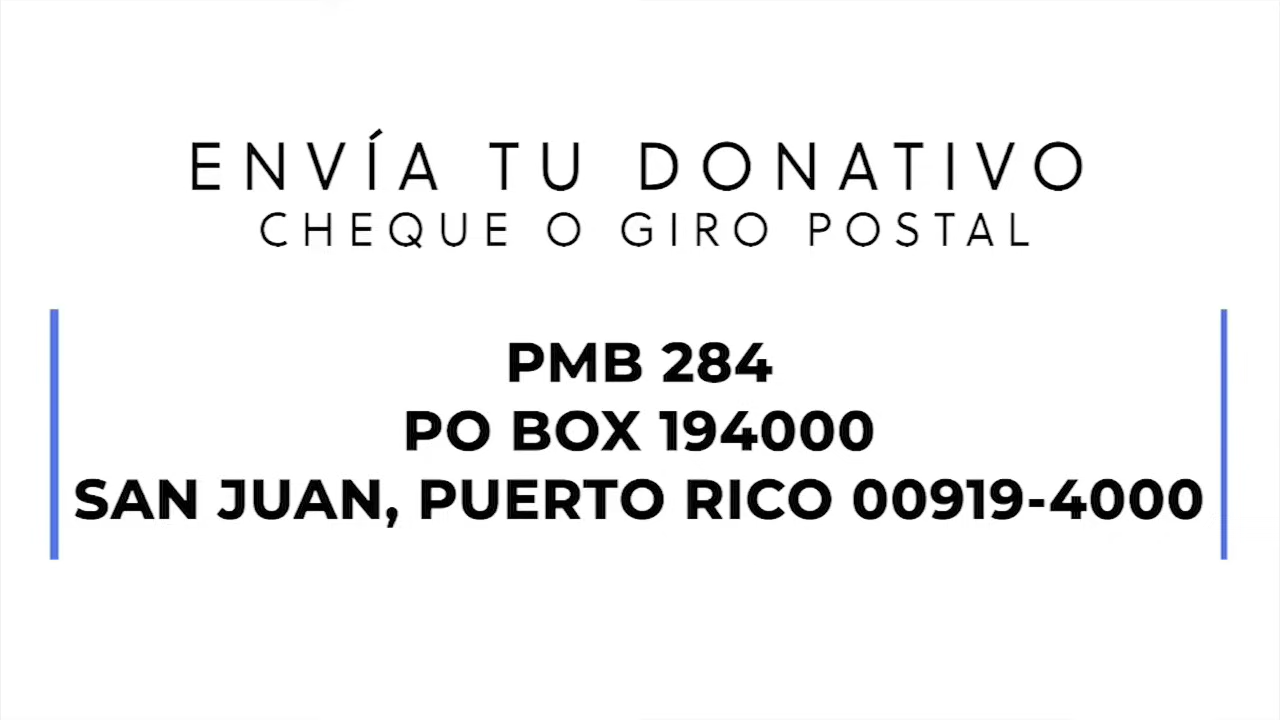 ENVÍA TU DONATIVO
CHEQUE O GIRO POSTAL
PMB 284
PO BOX 194000
SAN JUAN, PUERTO RICO 00919-4000